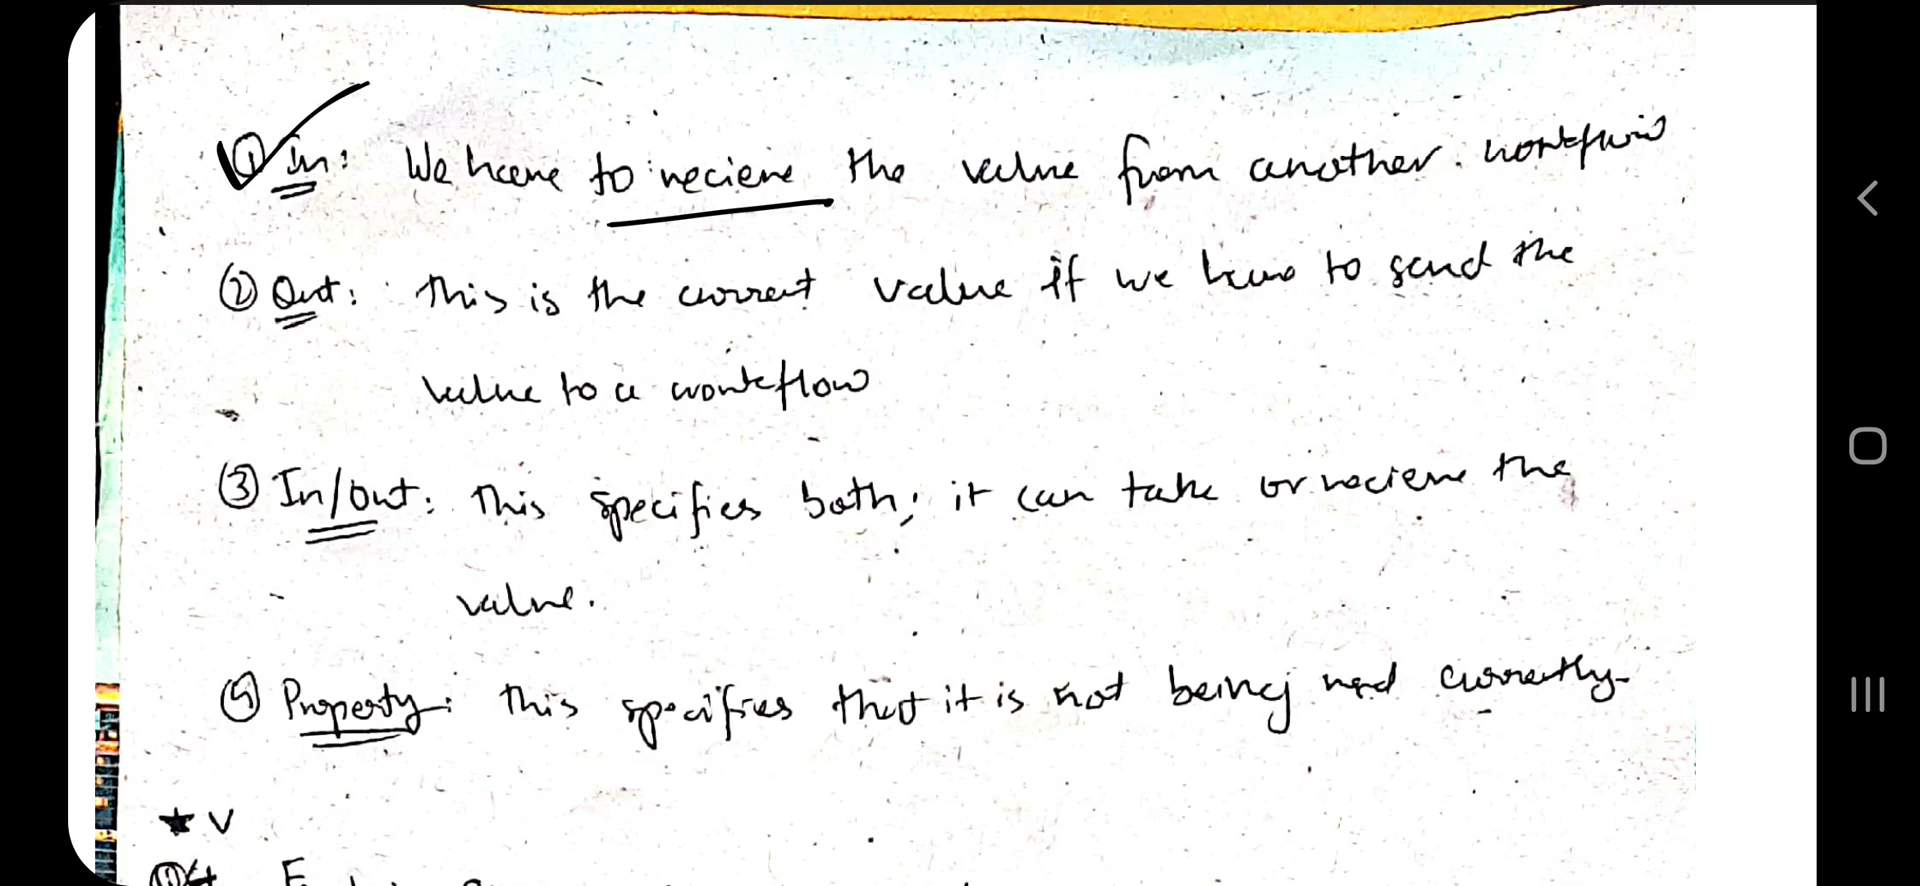 ① In: We have to recieve the value from another workflow
② Out: This is the current value if we have to send the
value to a workflow
③ In/Out: This specifies both; it can take or recieve the
value.
④ Property: This specifies that it is not being used currently.
★ V